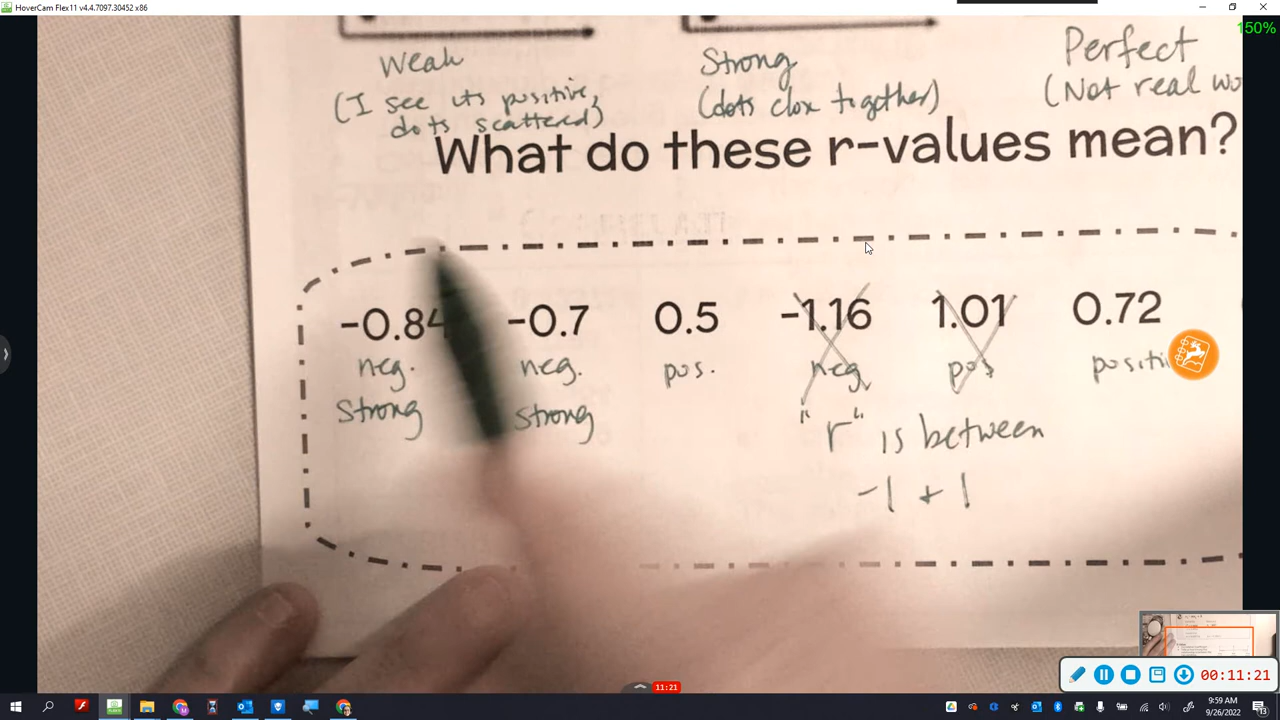 HoverCam Flex11 v4.4.7097.30452 x86
150%
Weak
(I see its positive,
dots scattered)
Strong
(dots clox together)
Perfect
(Not real wo
What do these r-values mean?
-0.84 -0.7 0.5 -1.16 1.01 0.72
neg. neg. pos. neg pos positi
Strong strong
"r" is between
-1 + 1
00:11:21
11:21
9:59 AM
9/26/2022